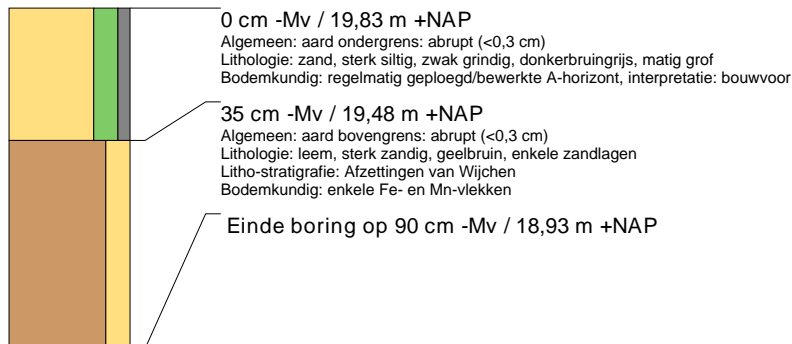 0 cm -Mv / 19,83 m +NAP
Algemeen: aard ondergrens: abrupt (<0,3 cm)
Lithologie: zand, sterk siltig, zwak grindig, donkerbruingrijs, matig grof
Bodemkundig: regelmatig geploegd/bewerkte A-horizont, interpretatie: bouwvoor
35 cm -Mv / 19,48 m +NAP
Algemeen: aard bovengrens: abrupt (<0,3 cm)
Lithologie: leem, sterk zandig, geelbruin, enkele zandlagen
Litho-stratigrafie: Afzettingen van Wijchen
Bodemkundig: enkele Fe- en Mn-vlekken
Einde boring op 90 cm -Mv / 18,93 m +NAP